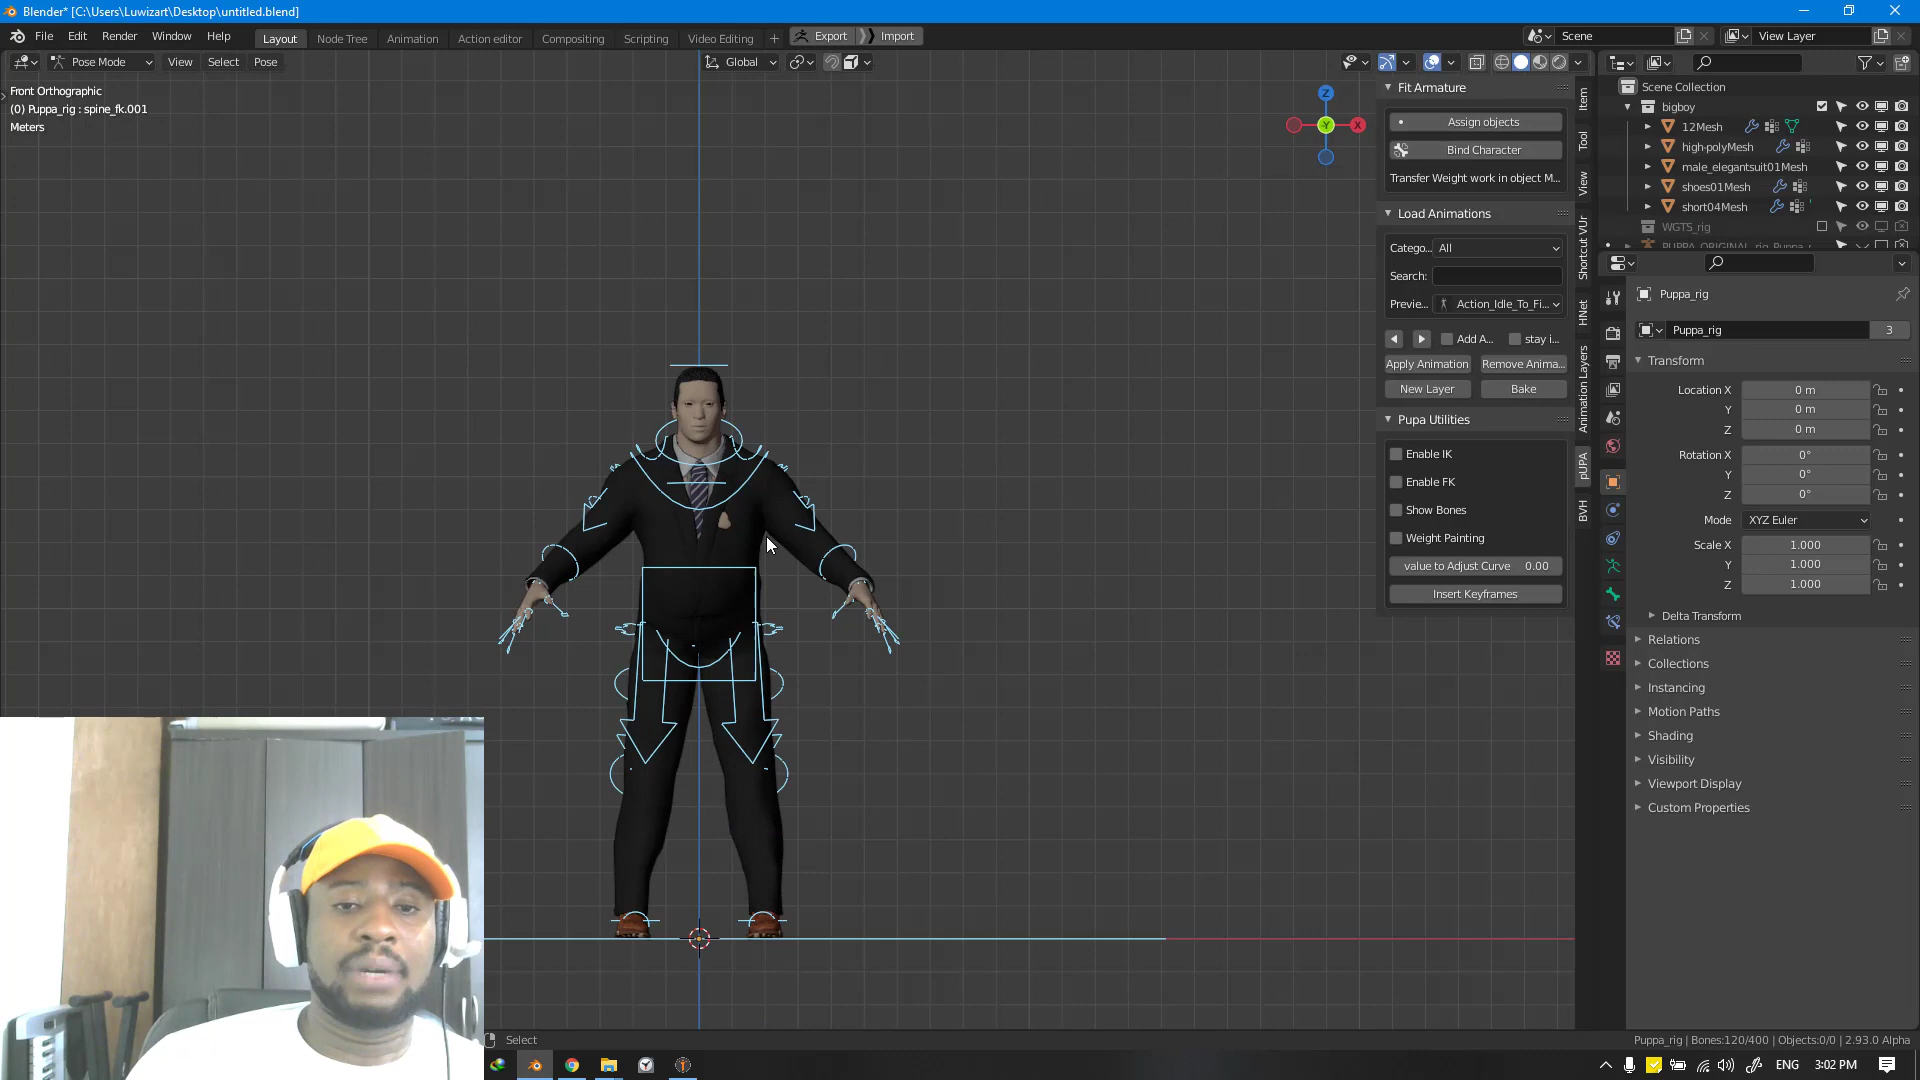 Blender* [C:\Users\Luwizart\Desktop\untitled.blend]
File Edit Render Window Help Layout Node Tree Animation Action editor Compositing Scripting Texture Video Editing + Export Import Scene View Layer
Pose Mode View Select Pose Global
Front Orthographic
(0) Puppa_rig : spine_fk.001
Meters
Z
Y
X
Fit Armature
Assign objects
Bind Character
Transfer Weight work in object M...
Load Animations
Catego... All
Search:
Previe... Action_Idle_To_Fi...
Add A... stay i...
Apply Animation Remove Anima...
New Layer Bake
Pupa Utilities
Enable IK
Enable FK
Show Bones
Weight Painting
value to Adjust Curve 0.00
Insert Keyframes
Item
Tool
View
Shortcut VUr
HNet
Animation Layers
pUPA
BVH
Scene Collection
bigboy
12Mesh
high-polyMesh
male_elegantsuit01Mesh
shoes01Mesh
short04Mesh
WGTS_rig
Puppa_rig
Puppa_rig 3
Transform
Location X 0 m
Y 0 m
Z 0 m
Rotation X 0°
Y 0°
Z 0°
Mode XYZ Euler
Scale X 1.000
Y 1.000
Z 1.000
Delta Transform
Relations
Collections
Instancing
Motion Paths
Shading
Visibility
Viewport Display
Custom Properties
Select
Puppa_rig | Bones:120/400 | Objects:0/0 | 2.93.0 Alpha
ENG 3:02 PM